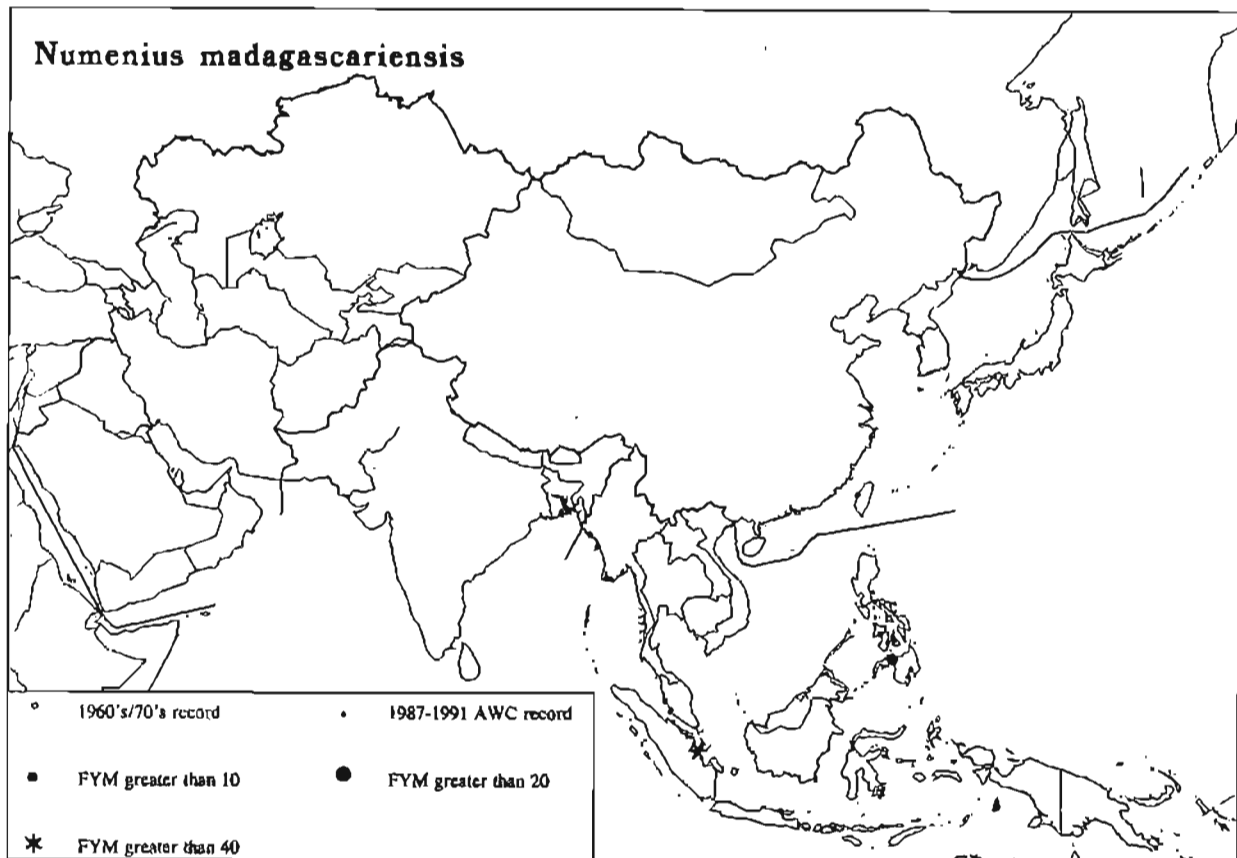 Numenius madagascariensis
1960's/70's record
1987-1991 AWC record
FYM greater than 10
FYM greater than 20
FYM greater than 40